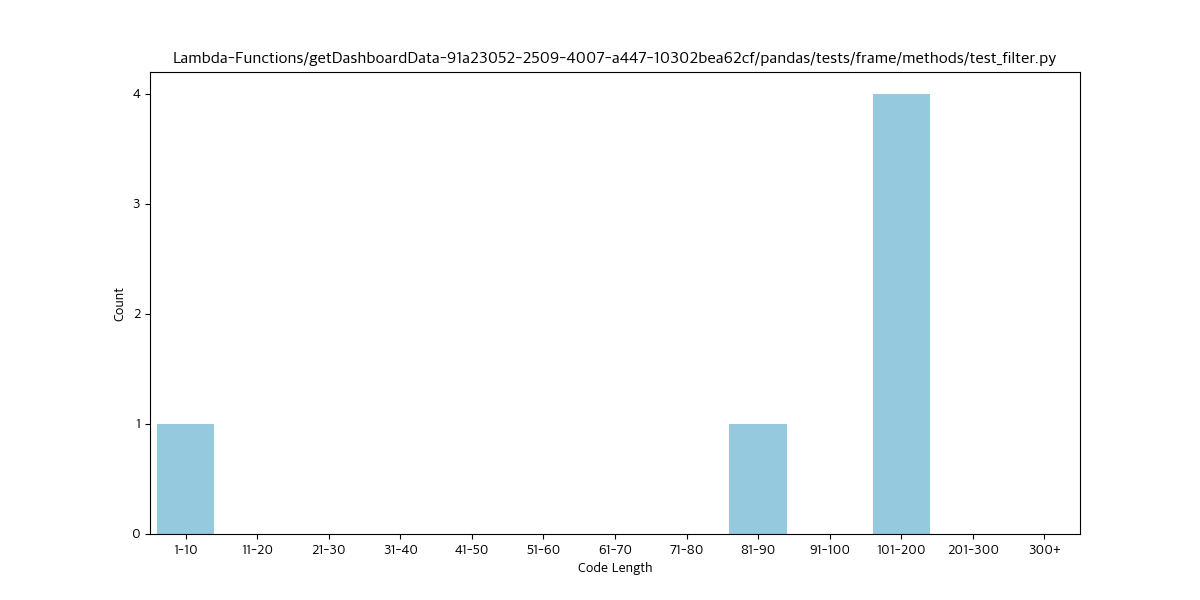 Lambda-Functions/getDashboardData-91a23052-2509-4007-a447-10302bea62cf/pandas/tests/frame/methods/test_filter.py
4
3
2
1
0
Count
1-10 11-20 21-30 31-40 41-50 51-60 61-70 71-80 81-90 91-100 101-200 201-300 300+
Code Length